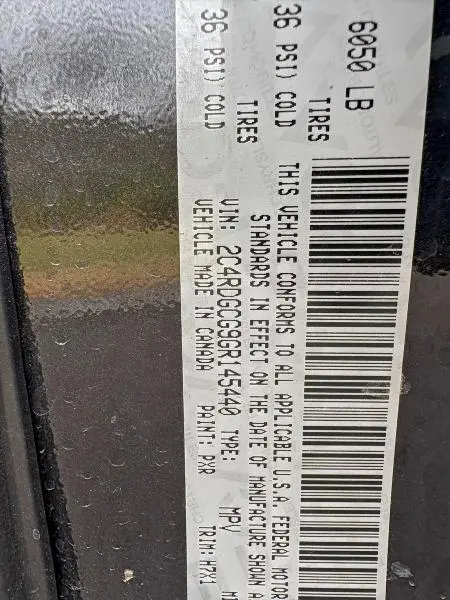 6050 LB
36 PSI) COLD TIRES
36 PSI) COLD TIRES
THIS VEHICLE CONFORMS TO ALL APPLICABLE U.S.A. FEDERAL MOTOR
STANDARDS IN EFFECT ON THE DATE OF MANUFACTURE SHOWN A
VIN: 2C4RDGCG9GR145440 TYPE: MPV
VEHICLE MADE IN CANADA PAINT: PXR TRIM: H7X1 MI